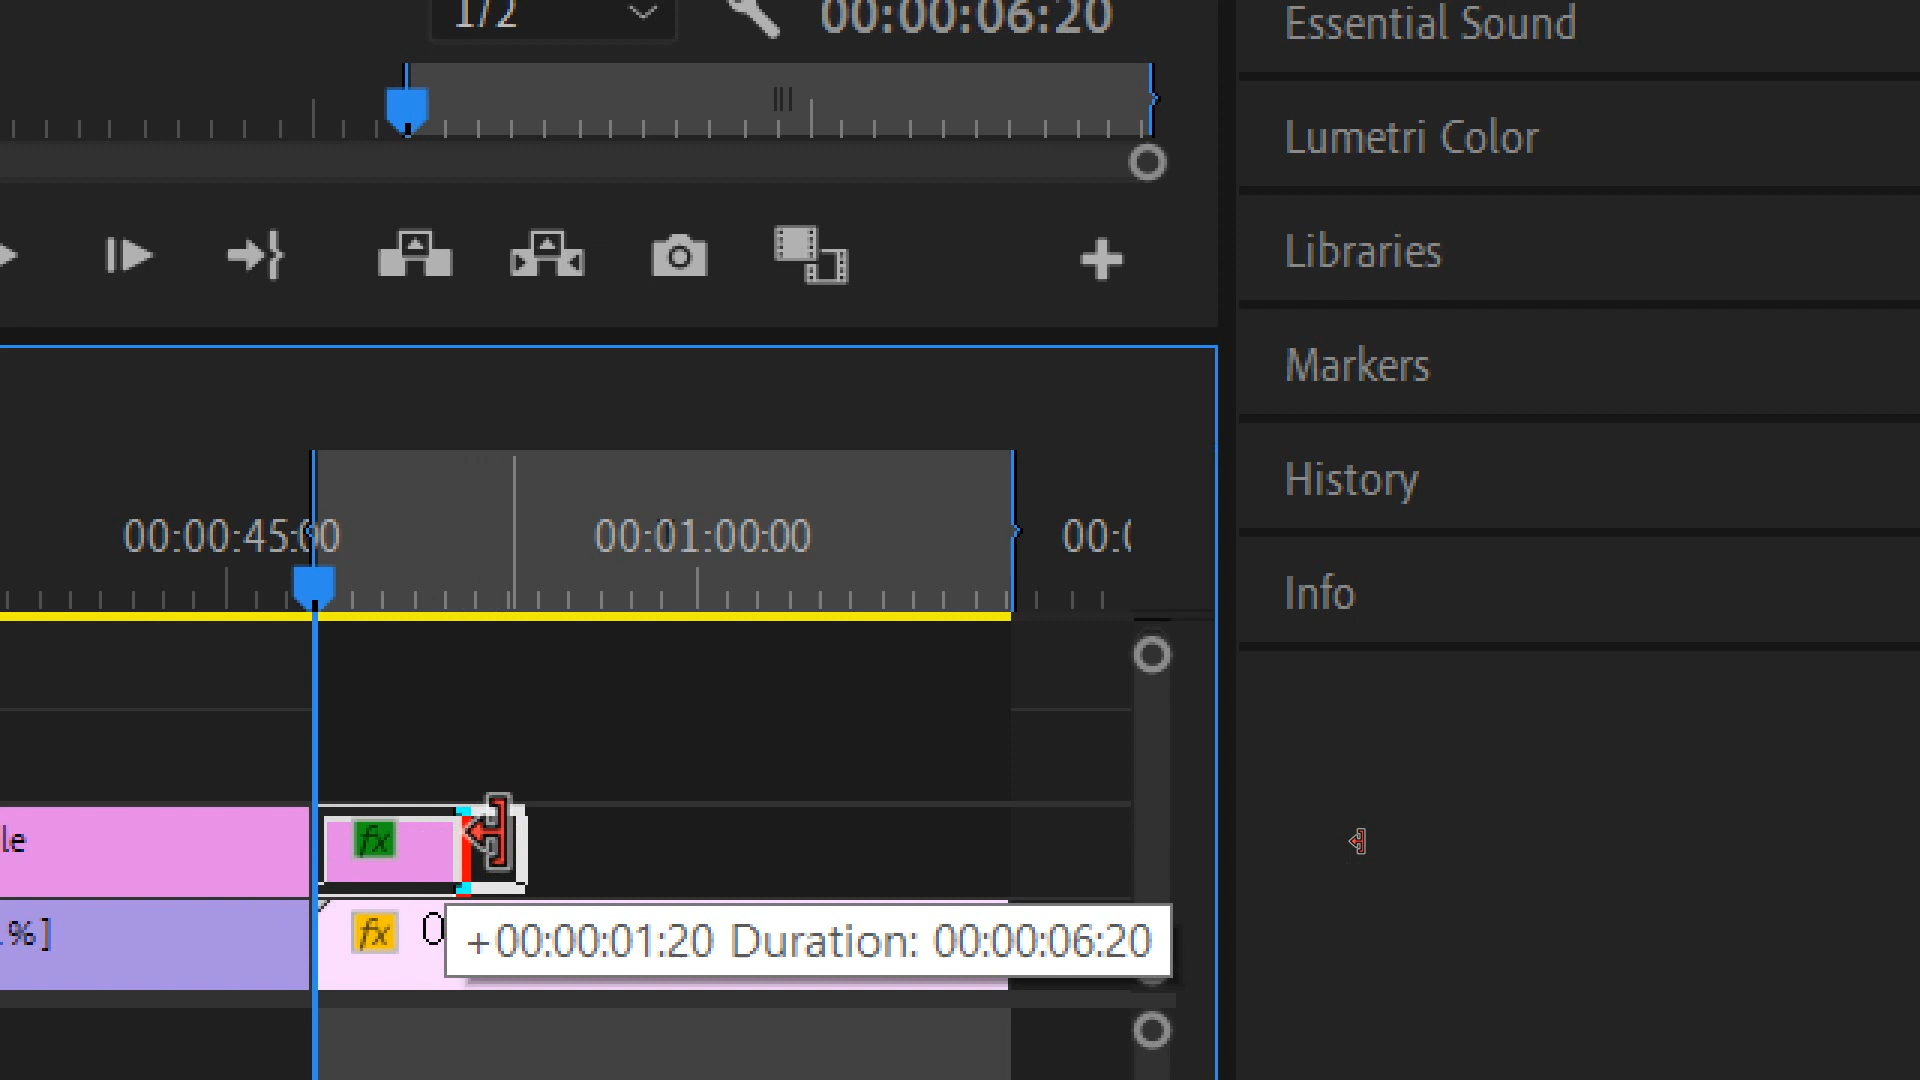 1/2
00:00:06:20
Essential Sound
Lumetri Color
Libraries
Markers
History
Info
00:00:45:00
00:01:00:00
00:(
le
fx
.%]
fx
+00:00:01:20 Duration: 00:00:06:20